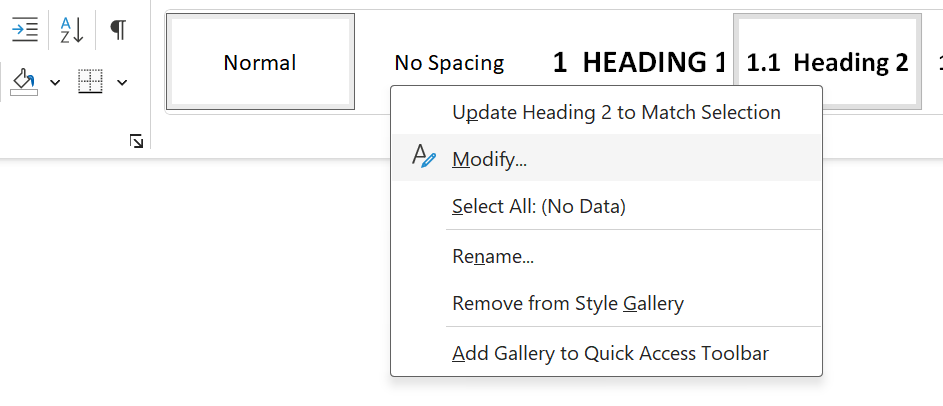 A
Z
¶
Normal
No Spacing
1 HEADING 1
1.1 Heading 2
Update Heading 2 to Match Selection
Modify...
Select All: (No Data)
Rename...
Remove from Style Gallery
Add Gallery to Quick Access Toolbar